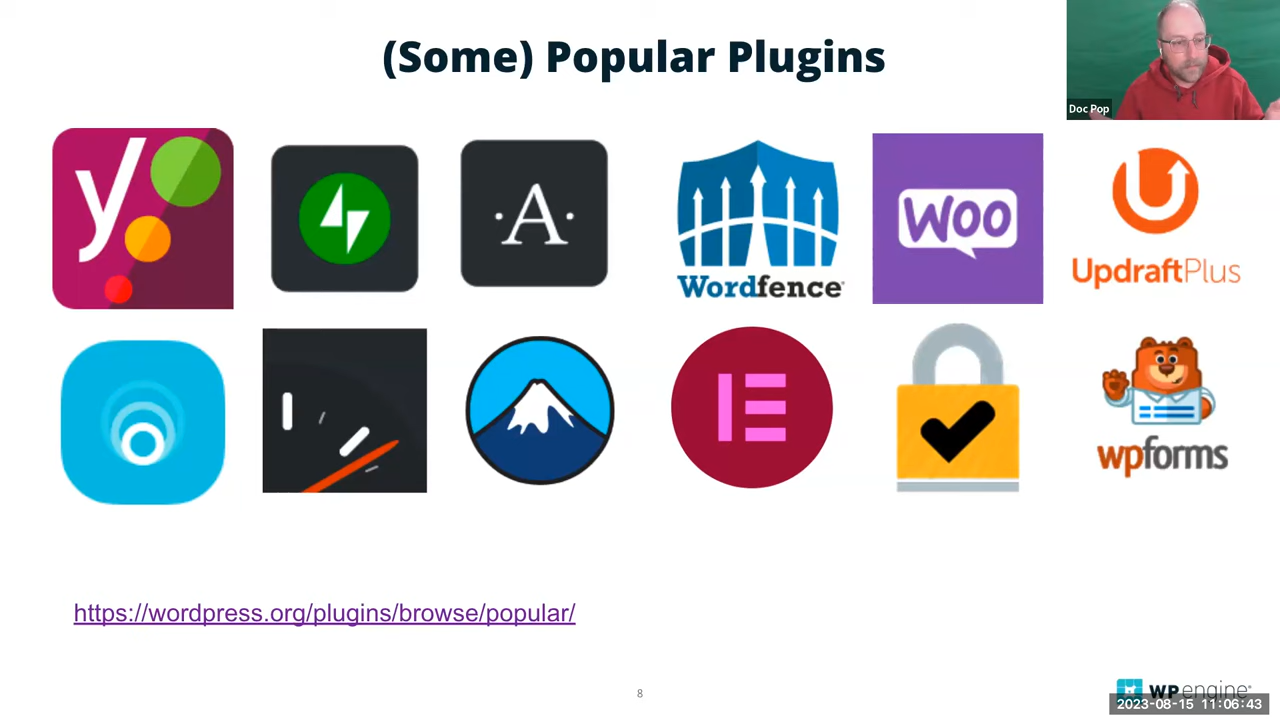 (Some) Popular Plugins
Doc Pop
y
·A·
Wordfence
WOO
UpdraftPlus
wpforms
https://wordpress.org/plugins/browse/popular/
8
WP engine
2023-08-15 11:06:43